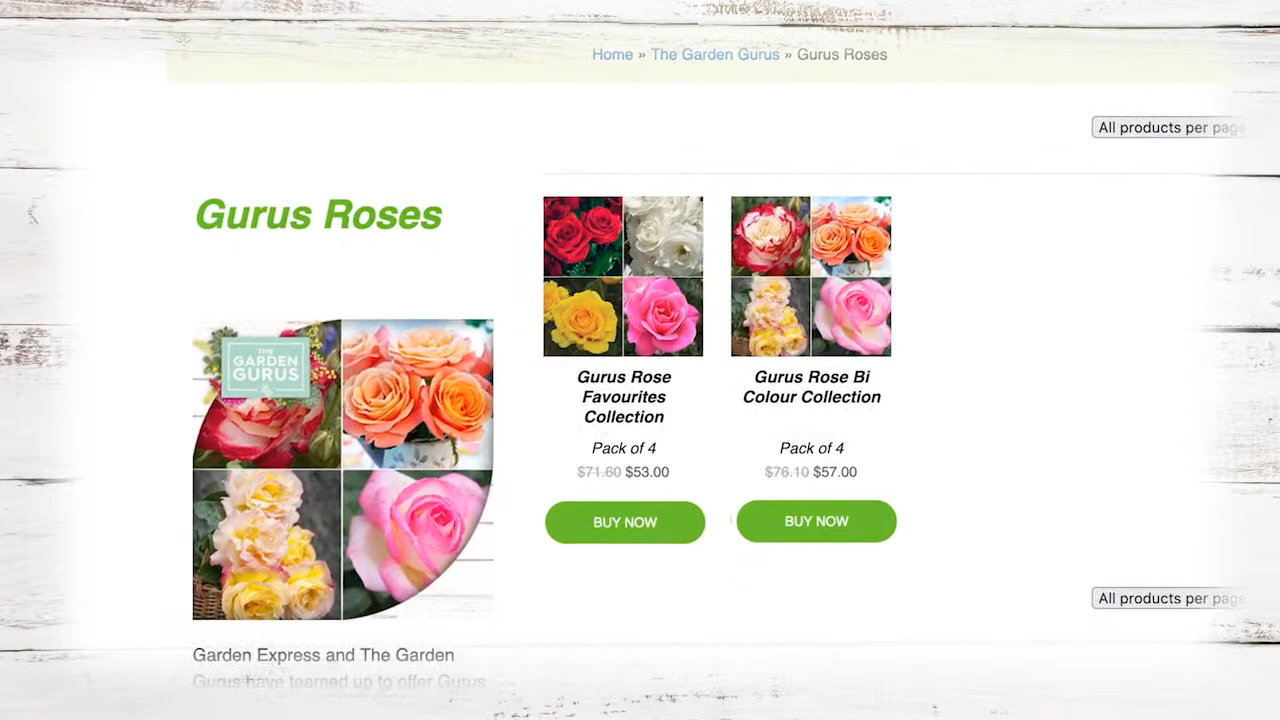 Home » The Garden Gurus » Gurus Roses
All products per page
Gurus Roses
THE
GARDEN
GURUS
Gurus Rose
Favourites
Collection
Pack of 4
$71.60 $53.00
BUY NOW
Gurus Rose Bi
Colour Collection
Pack of 4
$76.10 $57.00
BUY NOW
All products per page
Garden Express and The Garden
Gurus have teamed up to offer Gurus